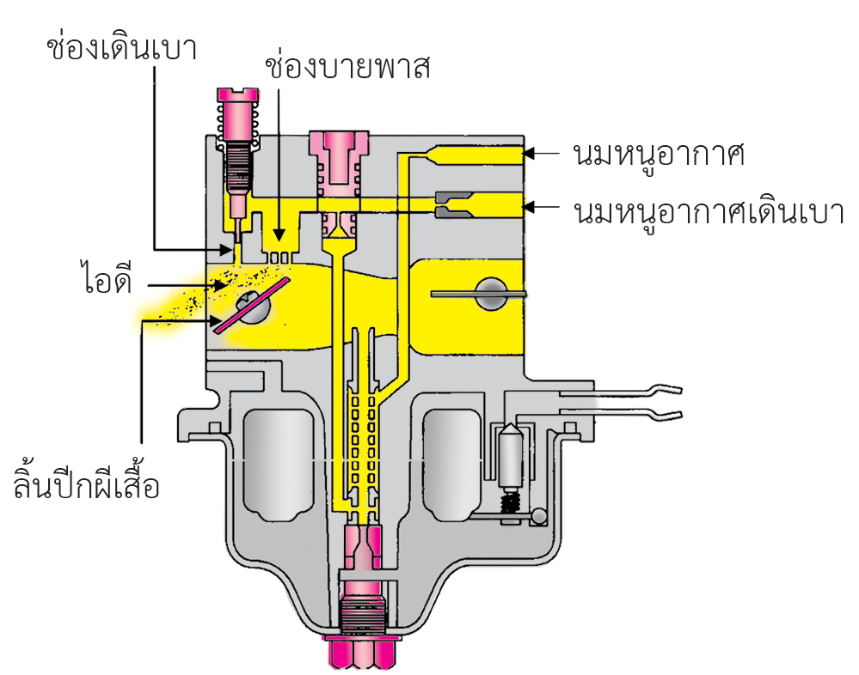 ช่องเดินเบา
ช่องบายพาส
นมหนูอากาศ
นมหนูอากาศเดินเบา
ไอดี
ลิ้นปีกผีเสื้อ